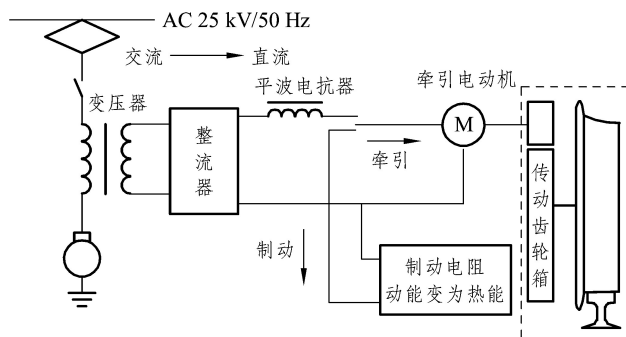 AC 25 kV/50 Hz
交流
直流
平波电抗器
牵引电动机
变压器
整流器
M
牵引
传动齿轮箱
制动
制动电阻
动能变为热能